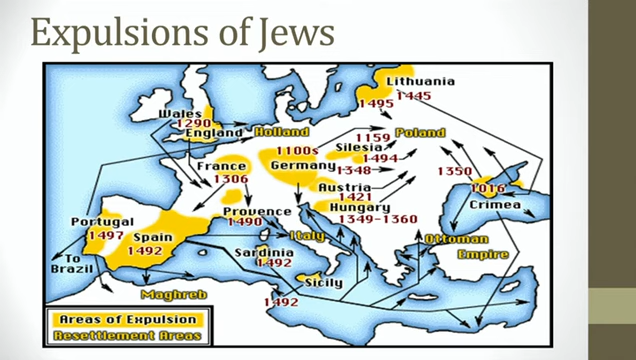 Expulsions of Jews
Lithuania
1445
1495
Wales
1290
England
Holland
1159
Poland
1100s
Silesia
1494
France
1306
Germany
1348
1350
1016
Austria
1421
Crimea
Hungary
1349-1360
Provence
1490
Portugal
1497
Spain
1492
Italy
Ottoman
Empire
Sardinia
1492
To
Brazil
Sicily
1492
Maghreb
Areas of Expulsion
Resettlement Areas